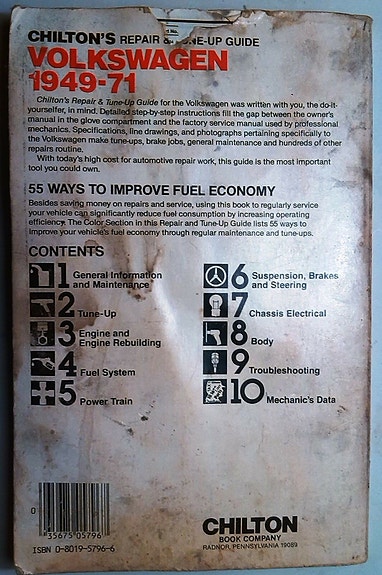 CHILTON'S REPAIR & TUNE-UP GUIDE
VOLKSWAGEN
1949-71
Chilton's Repair & Tune-Up Guide for the Volkswagen was written with you, the do-it-
yourselfer, in mind. Detailed step-by-step instructions fill the gap between the owner's
manual in the glove compartment and the factory service manual used by professional
mechanics. Specifications, line drawings, and photographs pertaining specifically to
the Volkswagen make tune-ups, brake jobs, general maintenance and hundreds of other
repairs routine.
With today's high cost for automotive repair work, this guide is the most important
tool you could own.
55 WAYS TO IMPROVE FUEL ECONOMY
Besides saving money on repairs and service, using this book to regularly service
your vehicle can significantly reduce fuel consumption by increasing operating
efficiency. The Color Section in this Repair and Tune-Up Guide lists 55 ways to
improve your vehicle's fuel economy through regular maintenance and tune-ups.
CONTENTS
1 General Information
and Maintenance
2 Tune-Up
3 Engine and
Engine Rebuilding
4 Fuel System
5 Power Train
6 Suspension, Brakes
and Steering
7 Chassis Electrical
8 Body
9 Troubleshooting
10 Mechanic's Data
0 35675 05796
ISBN 0-8019-5796-6
CHILTON
BOOK COMPANY
RADNOR, PENNSYLVANIA 19089